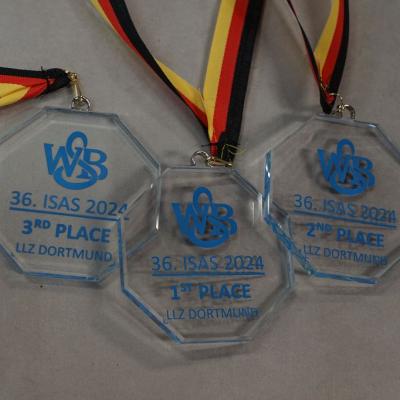 WSB
36. ISAS 2024
3RD PLACE
LLZ DORTMUND
WSB
36. ISAS 2024
1ST PLACE
LLZ DORTMUND
WSB
36. ISAS 2024
2ND PLACE
LLZ DORTMUND